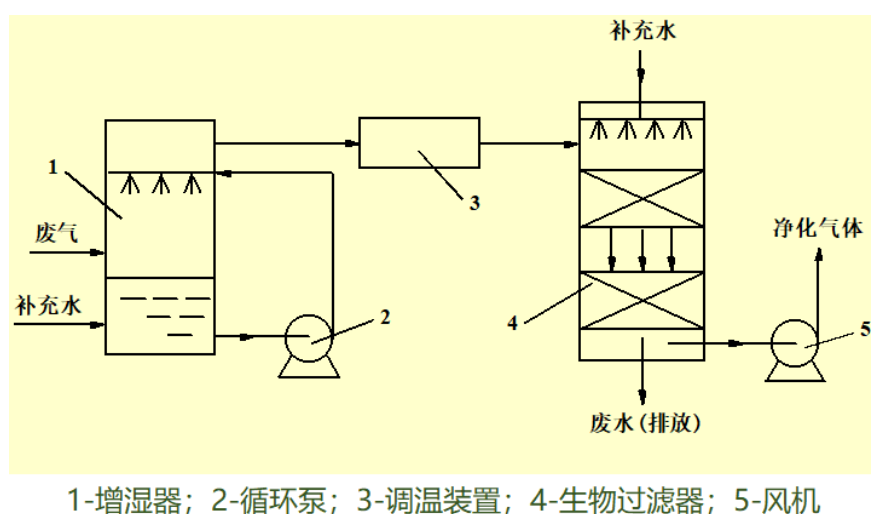 补充水
1
3
废气
净化气体
补充水
2
4
5
废水(排放)
1-增湿器；2-循环泵；3-调温装置；4-生物过滤器；5-风机